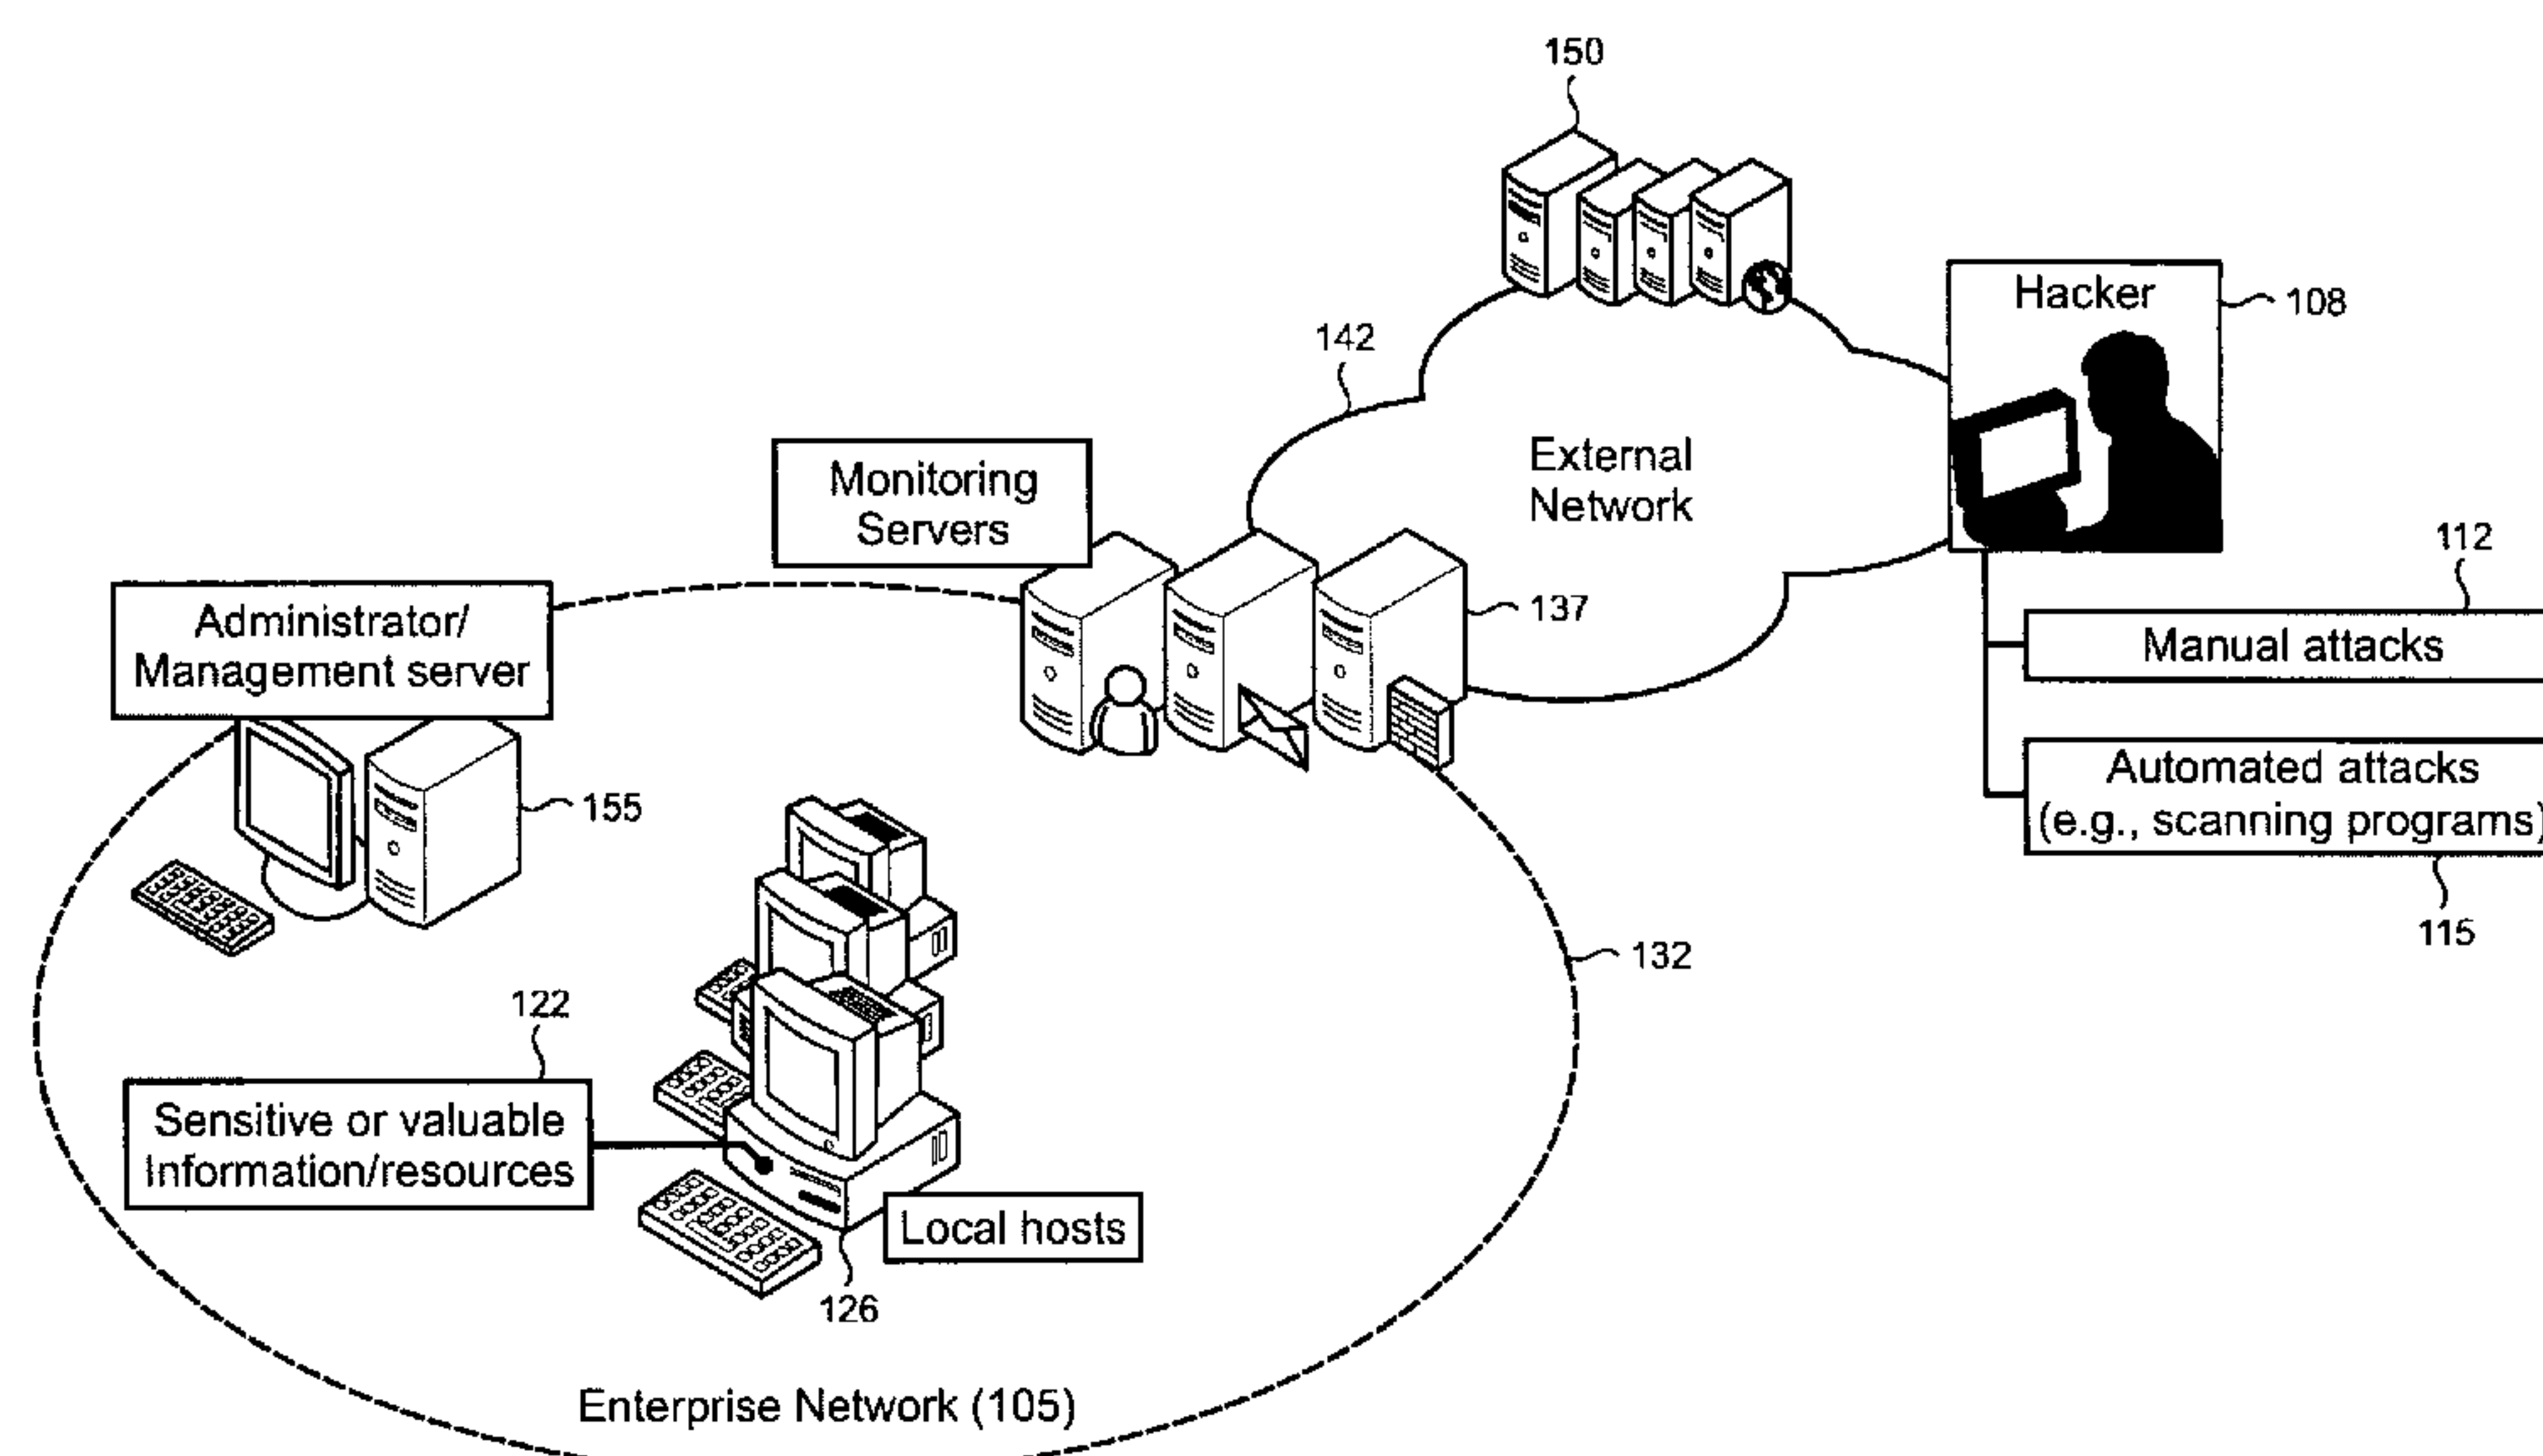 150
Hacker
108
142
External
Network
Monitoring
Servers
112
137
Administrator/
Management server
Manual attacks
Automated attacks
(e.g., scanning programs)
155
115
132
122
Sensitive or valuable
Information/resources
Local hosts
126
Enterprise Network (105)